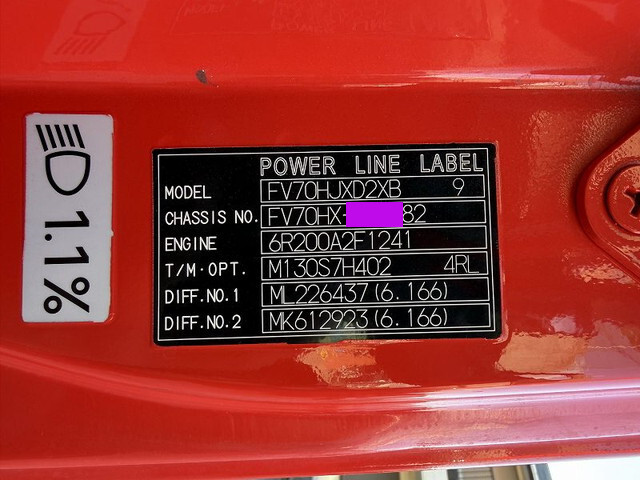 POWER LINE LABEL
MODEL FV70HJXD2XB 9
CHASSIS NO. FV70HX- 82
ENGINE 6R200A2F1241
T/M·OPT. M130S7H402 4RL
DIFF.NO.1 ML226437(6.166)
DIFF.NO.2 MK612923(6.166)
1.1%